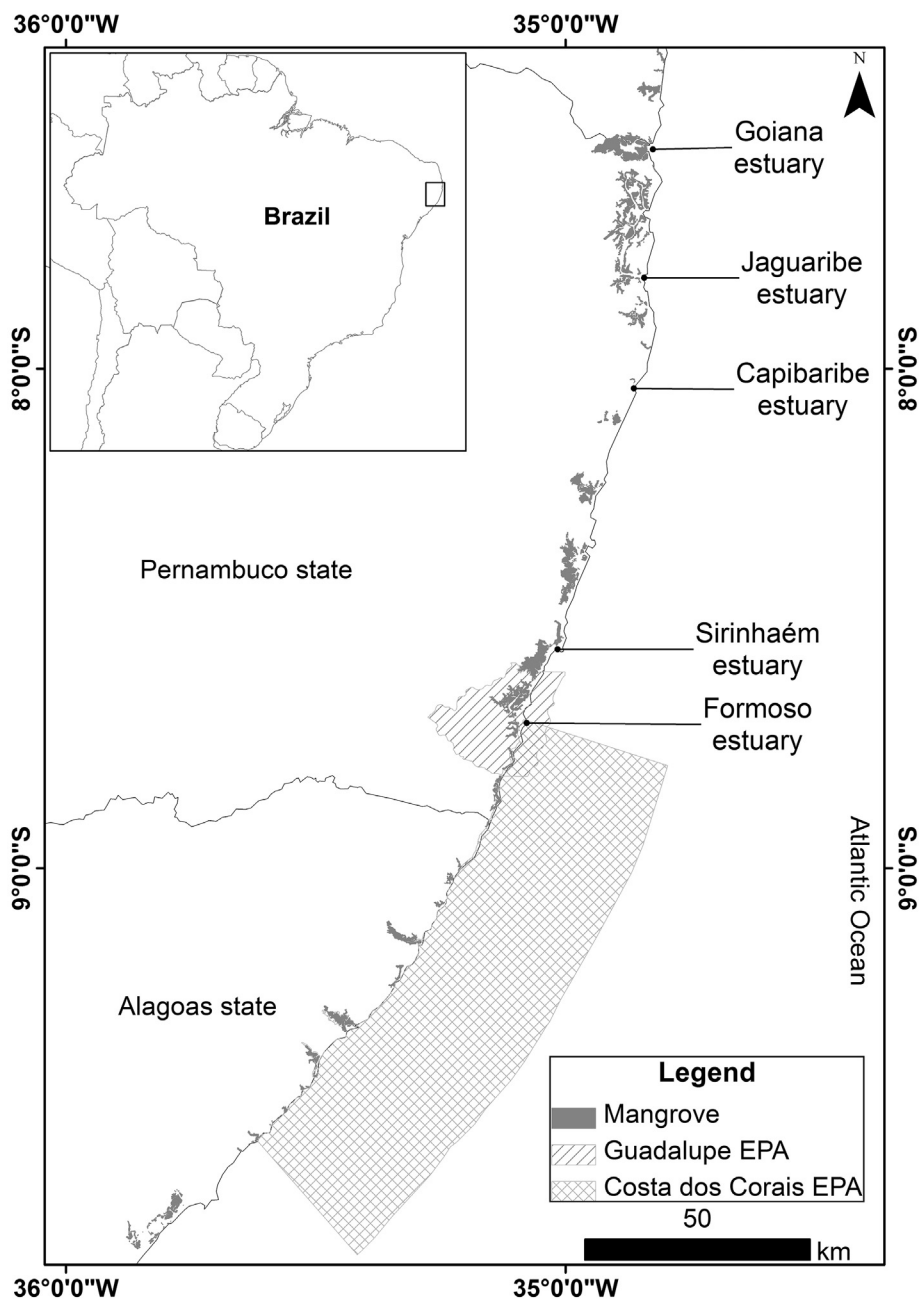 36°0'0"W
35°0'0"W
N
Goiana
estuary
Brazil
Jaguaribe
estuary
8°0'0"S
8°0'0"S
Capibaribe
estuary
Pernambuco state
Sirinhaém
estuary
Formoso
estuary
9°0'0"S
9°0'0"S
Atlantic Ocean
Alagoas state
Legend
Mangrove
Guadalupe EPA
Costa dos Corais EPA
50
km
36°0'0"W
35°0'0"W